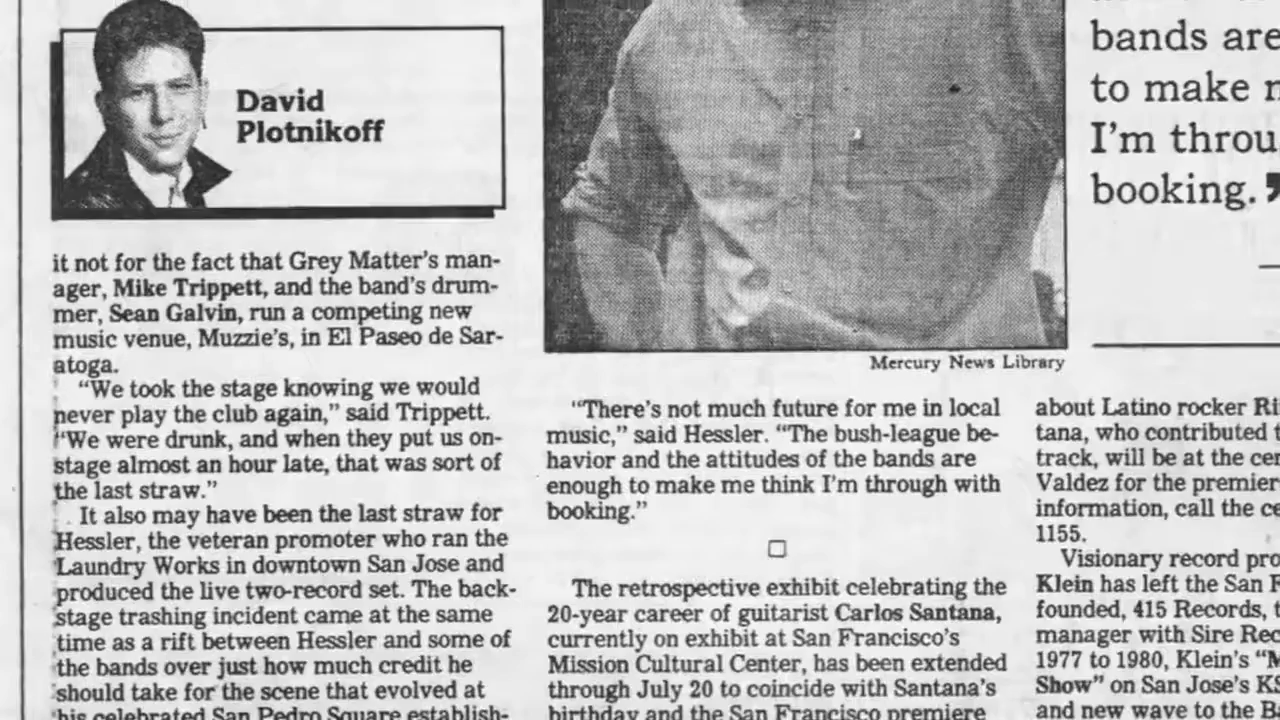 David
Plotnikoff
it not for the fact that Grey Matter's man-
ager, Mike Trippett, and the band's drum-
mer, Sean Galvin, run a competing new
music venue, Muzzie's, in El Paseo de Sar-
atoga.
"We took the stage knowing we would
never play the club again," said Trippett.
"We were drunk, and when they put us on-
stage almost an hour late, that was sort of
the last straw."
It also may have been the last straw for
Hessler, the veteran promoter who ran the
Laundry Works in downtown San Jose and
produced the live two-record set. The back-
stage trashing incident came at the same
time as a rift between Hessler and some of
the bands over just how much credit he
should take for the scene that evolved at
his celebrated San Pedro Square establish-
Mercury News Library
"There's not much future for me in local
music," said Hessler. "The bush-league be-
havior and the attitudes of the bands are
enough to make me think I'm through with
booking."
The retrospective exhibit celebrating the
20-year career of guitarist Carlos Santana,
currently on exhibit at San Francisco's
Mission Cultural Center, has been extended
through July 20 to coincide with Santana's
birthday and the San Francisco premiere
bands are
to make
I'm
booking.”
about Latino rocker
tana, who contributed
track, will be at the
Valdez for the
information, call the
1155.
Visionary record
Klein has left the San
founded, 415 Records,
manager with Sire
1977 to 1980, Klein's
Show" on San Jose's
and new wave to the